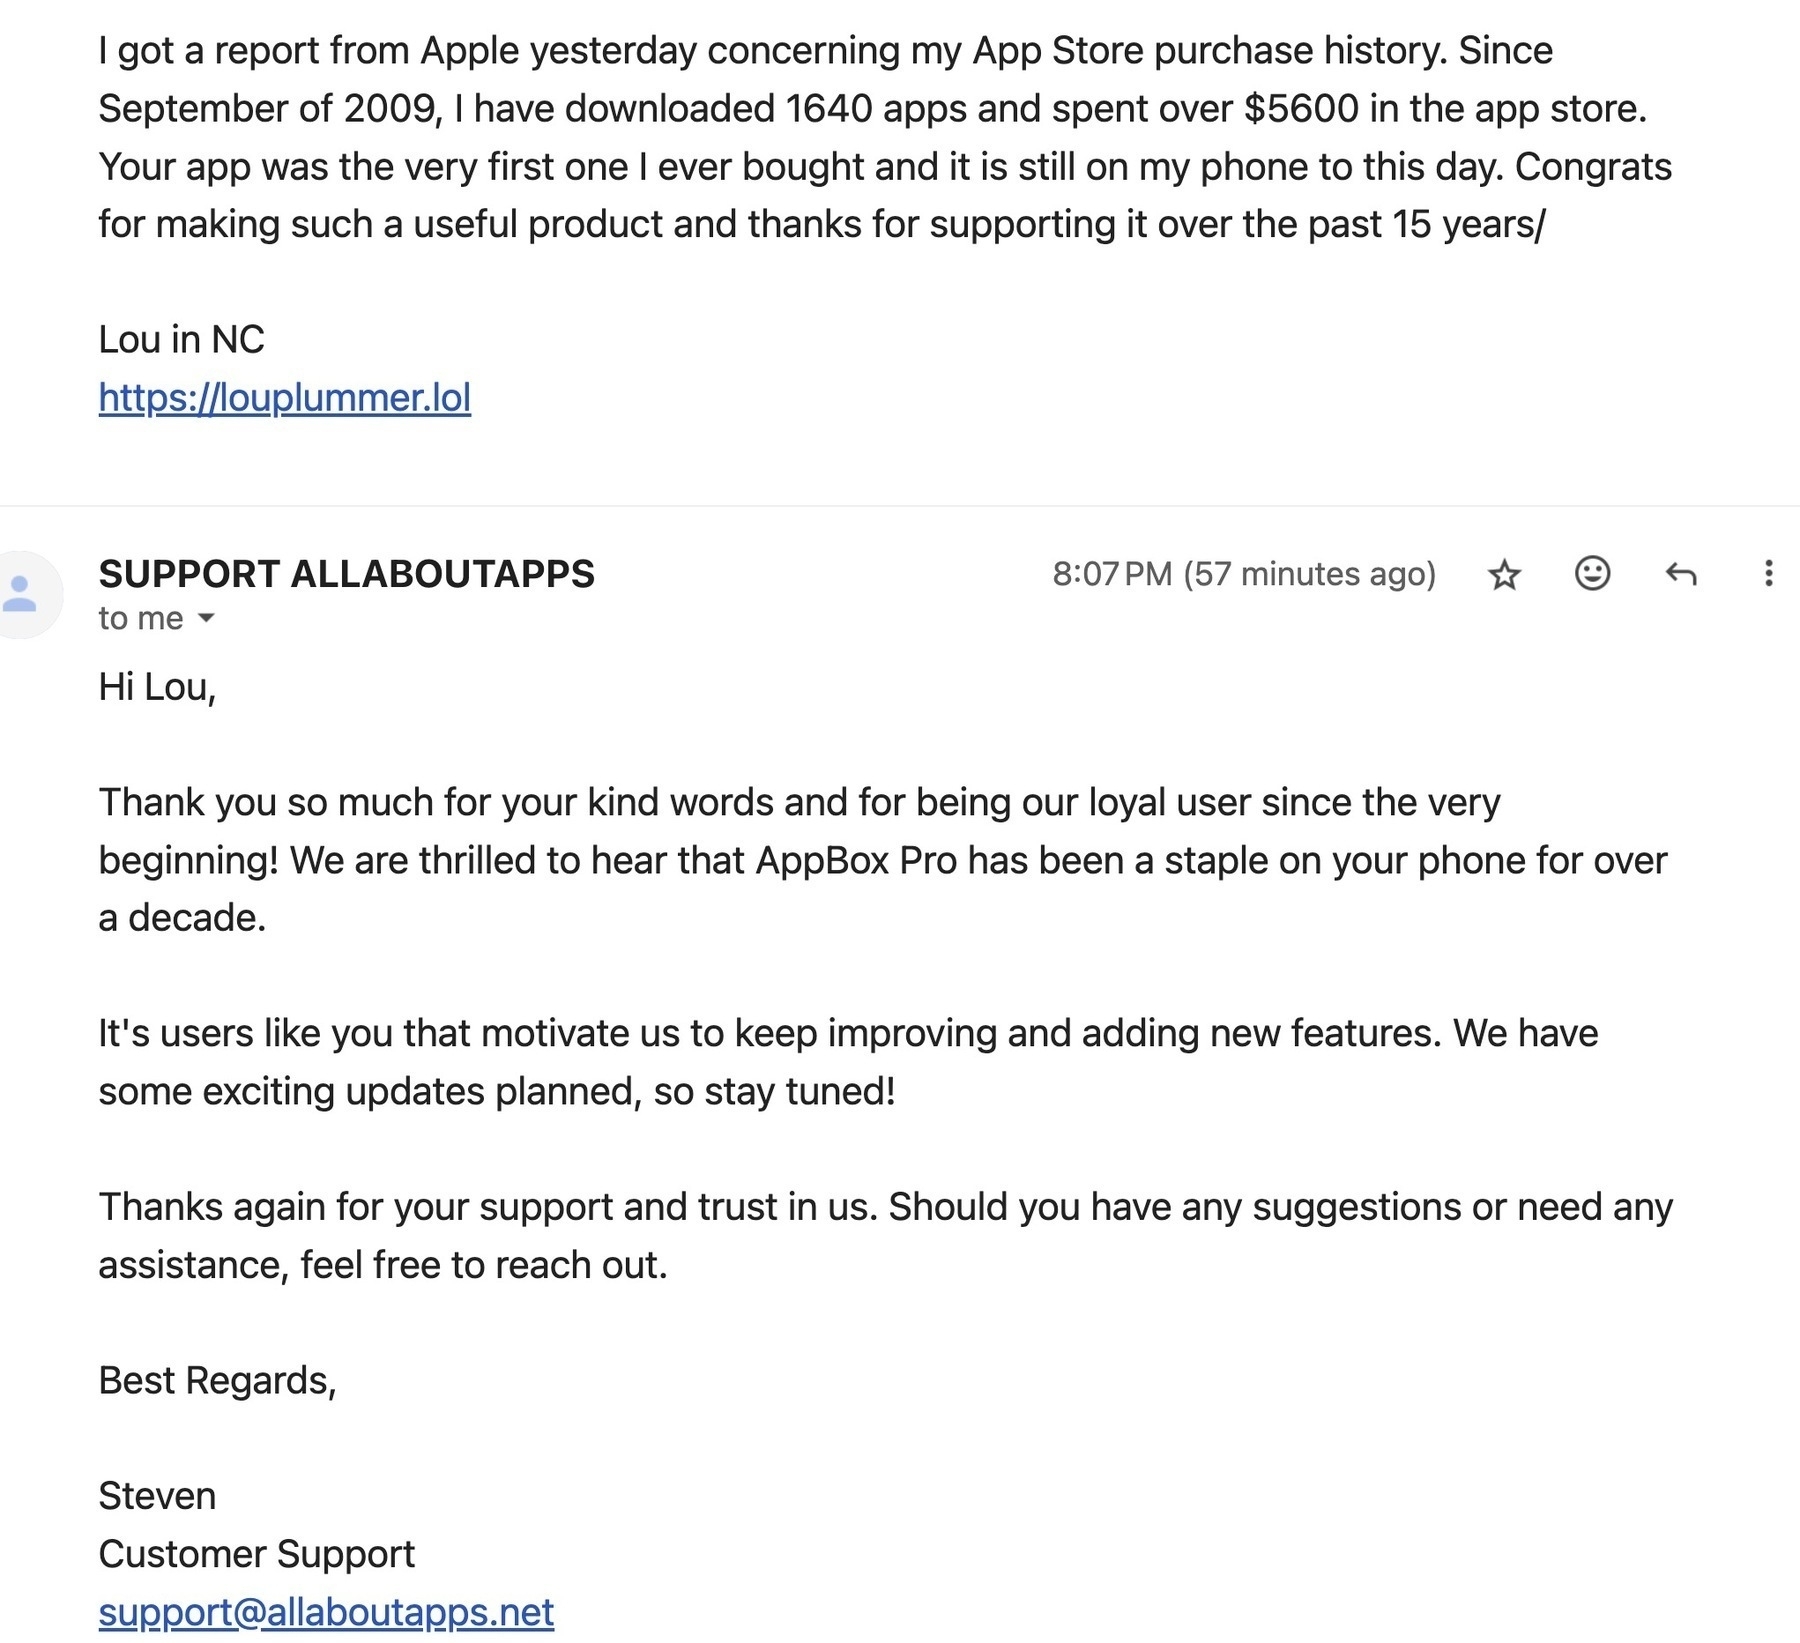 I got a report from Apple yesterday concerning my App Store purchase history. Since
September of 2009, I have downloaded 1640 apps and spent over $5600 in the app store.
Your app was the very first one I ever bought and it is still on my phone to this day. Congrats
for making such a useful product and thanks for supporting it over the past 15 years/
Lou in NC
https://louplummer.lol
SUPPORT ALLABOUTAPPS 8:07 PM (57 minutes ago)
to me
Hi Lou,
Thank you so much for your kind words and for being our loyal user since the very
beginning! We are thrilled to hear that AppBox Pro has been a staple on your phone for over
a decade.
It's users like you that motivate us to keep improving and adding new features. We have
some exciting updates planned, so stay tuned!
Thanks again for your support and trust in us. Should you have any suggestions or need any
assistance, feel free to reach out.
Best Regards,
Steven
Customer Support
support@allaboutapps.net